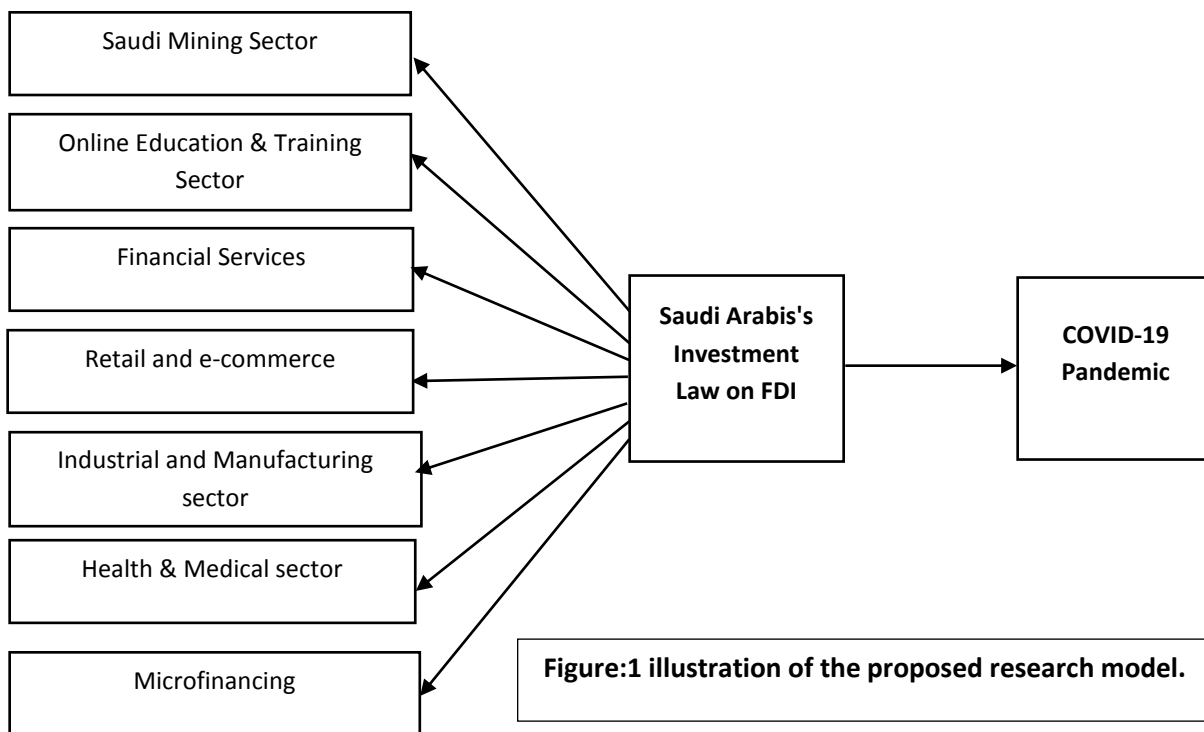 Saudi Mining Sector
Online Education & Training
Sector
Financial Services
Retail and e-commerce
Industrial and Manufacturing
sector
Health & Medical sector
Microfinancing
Saudi Arabis's
Investment
Law on FDI
COVID-19
Pandemic
Figure:1 illustration of the proposed research model.